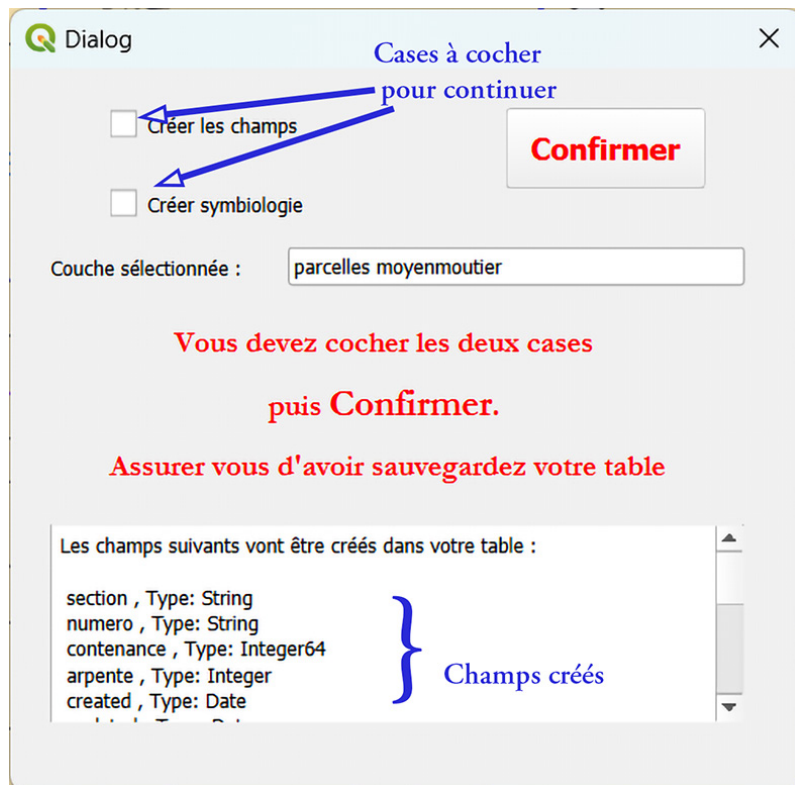 Dialog
Cases à cocher
pour continuer
Créer les champs
Confirmer
Créer symbiologie
Couche sélectionnée :
parcelles moyenmoutier
Vous devez cocher les deux cases
puis Confirmer.
Assurer vous d'avoir sauvegardez votre table
Les champs suivants vont être créés dans votre table :
section , Type: String
numero , Type: String
contenance , Type: Integer64
arpente , Type: Integer
created , Type: Date
Champs créés